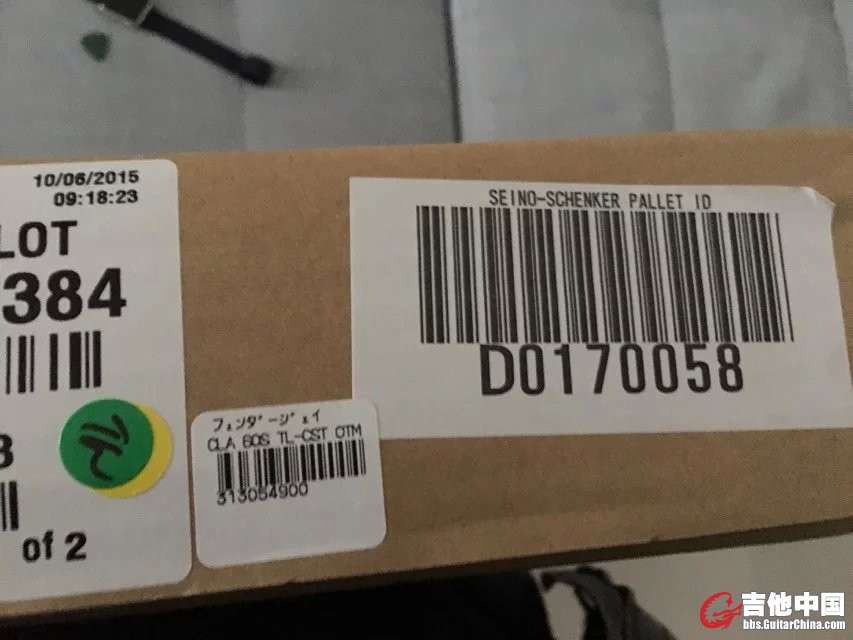 10/06/2015
09:18:23
LOT
384
3
of 2
SEINO-SCHENKER PALLET ID
D0170058
フェンダージェイ
CLA 60S TL-CST OTM
313054900
吉他中国
bbs.GuitarChina.com